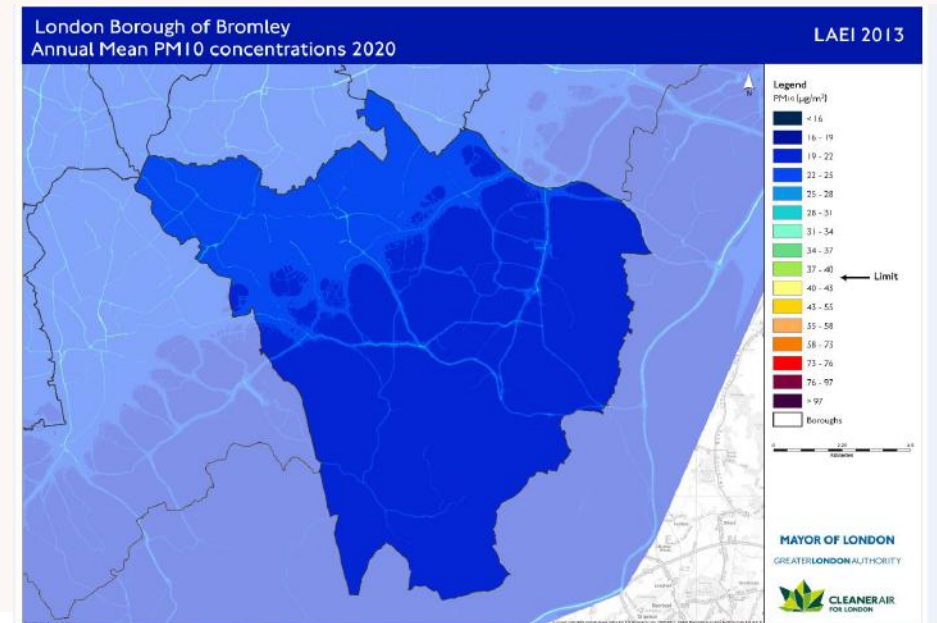 London Borough of Bromley
Annual Mean PM10 concentrations 2020
LAEI 2013
N
Legend
PM10 (µg/m³)
< 16
16 - 19
19 - 22
22 - 25
25 - 28
28 - 31
31 - 34
34 - 37
37 - 40
Limit
40 - 43
43 - 55
55 - 58
58 - 73
73 - 76
76 - 97
> 97
Boroughs
Kilometers
MAYOR OF LONDON
GREATERLONDONAUTHORITY
CLEANERAIR
FOR LONDON